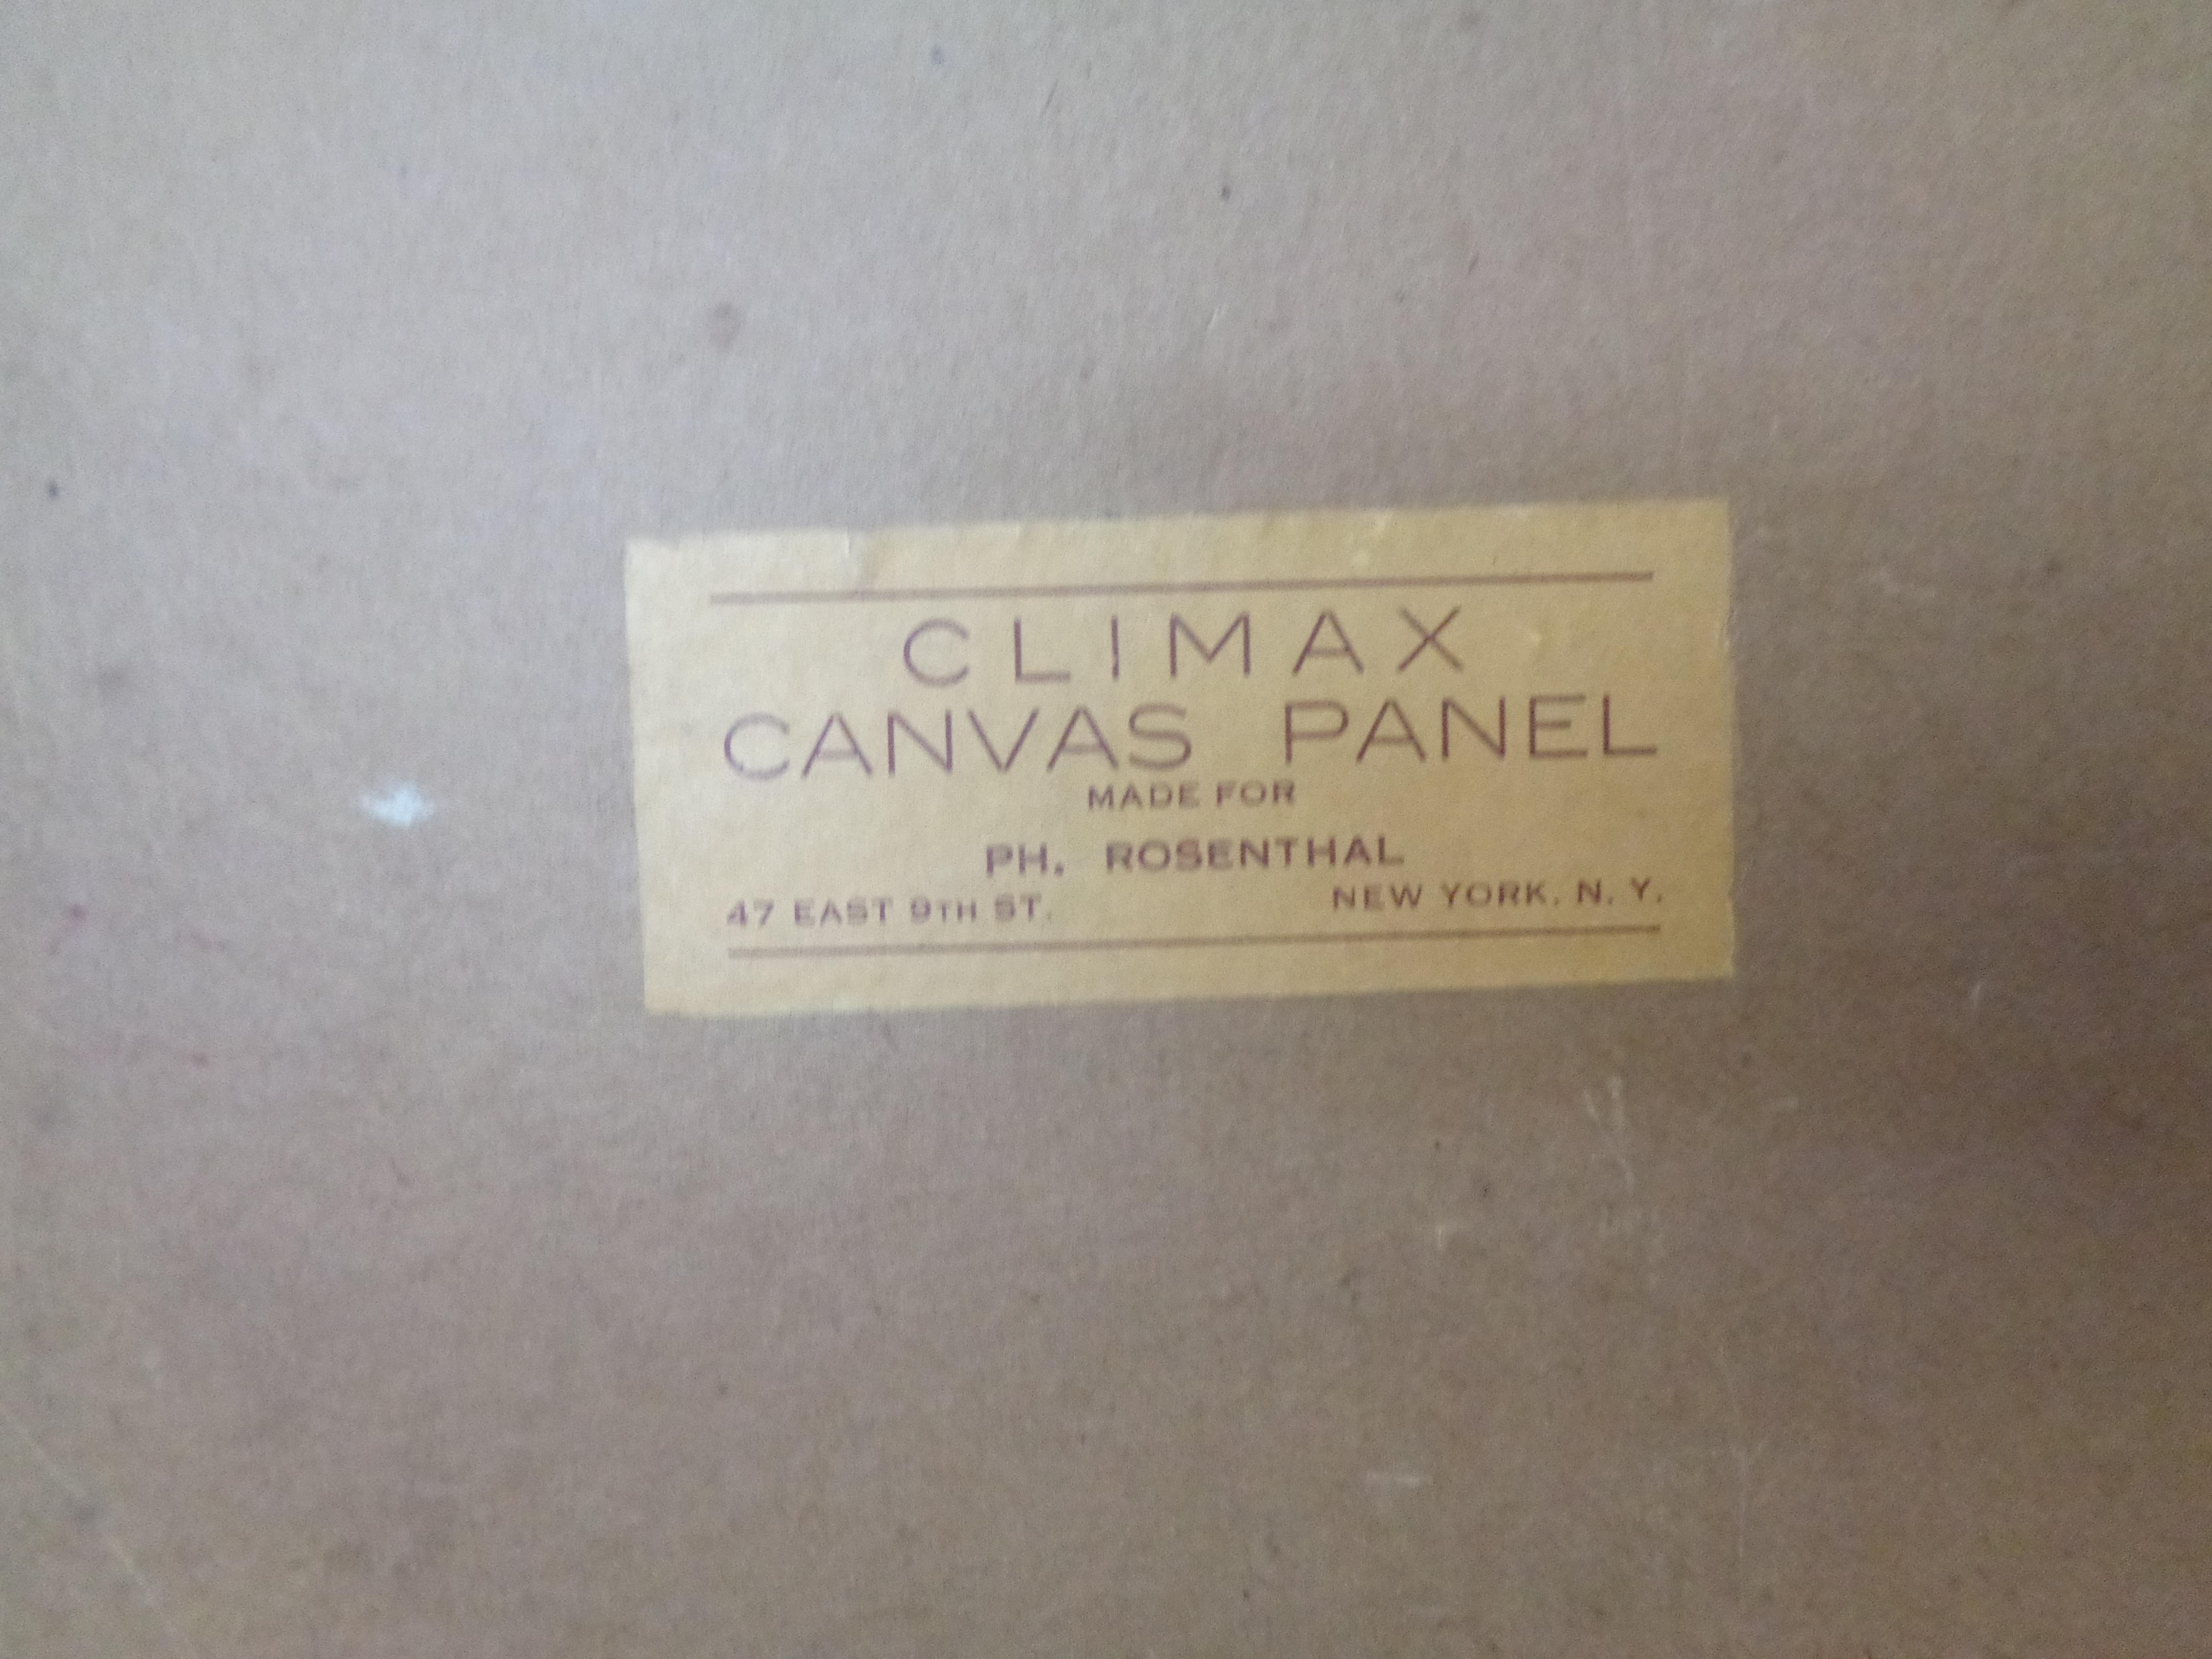 CLIMAX
CANVAS PANEL
MADE FOR
PH. ROSENTHAL
47 EAST 9TH ST. NEW YORK, N. Y.